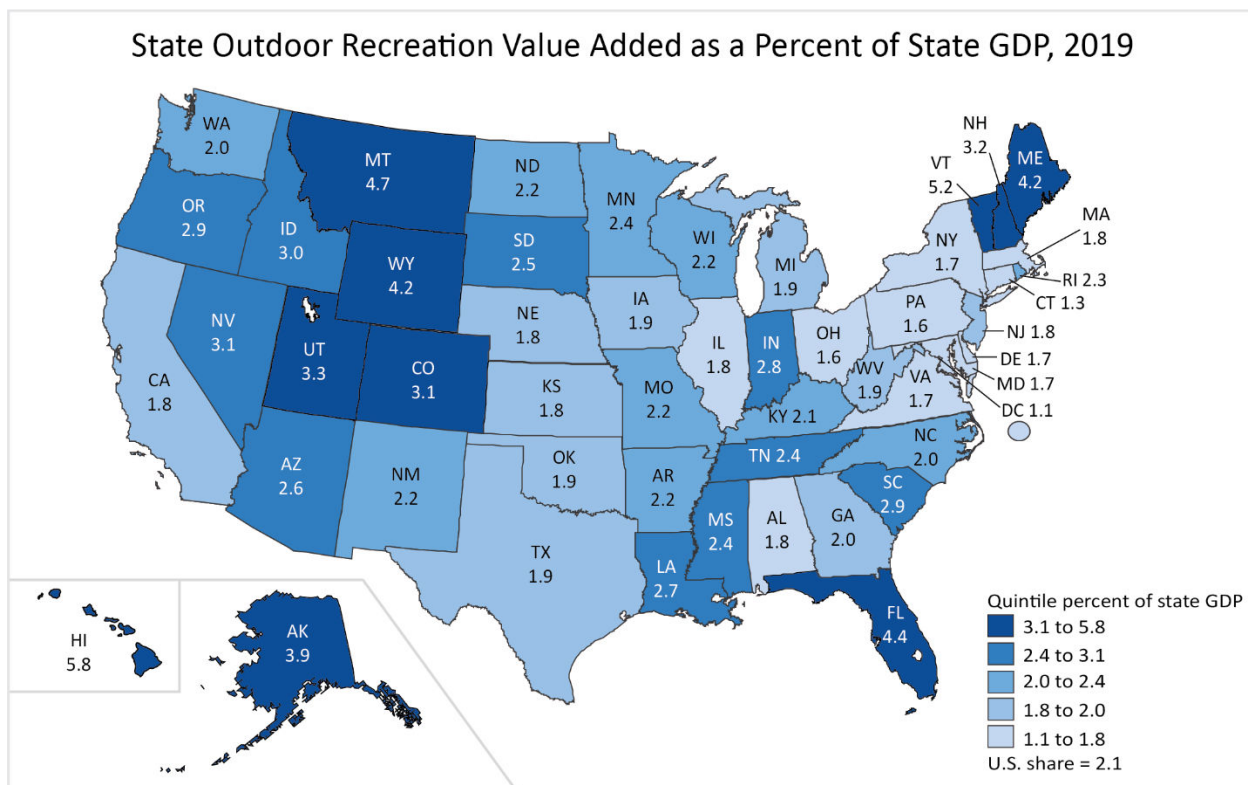 State Outdoor Recreation Value Added as a Percent of State GDP, 2019
WA
2.0
OR
2.9
CA
1.8
ID
3.0
NV
3.1
MT
4.7
WY
4.2
UT
3.3
CO
3.1
AZ
2.6
NM
2.2
ND
2.2
SD
2.5
NE
1.8
KS
1.8
OK
1.9
TX
1.9
MN
2.4
IA
1.9
MO
2.2
AR
2.2
LA
2.7
WI
2.2
IL
1.8
MI
1.9
IN
2.8
OH
1.6
KY 2.1
TN 2.4
MS
2.4
AL
1.8
GA
2.0
FL
4.4
SC
2.9
NC
2.0
VA
1.7
WV
1.9
PA
1.6
NY
1.7
VT
5.2
NH
3.2
ME
4.2
MA
1.8
RI 2.3
CT 1.3
NJ 1.8
DE 1.7
MD 1.7
DC 1.1
HI
5.8
AK
3.9
Quintile percent of state GDP
3.1 to 5.8
2.4 to 3.1
2.0 to 2.4
1.8 to 2.0
1.1 to 1.8
U.S. share = 2.1